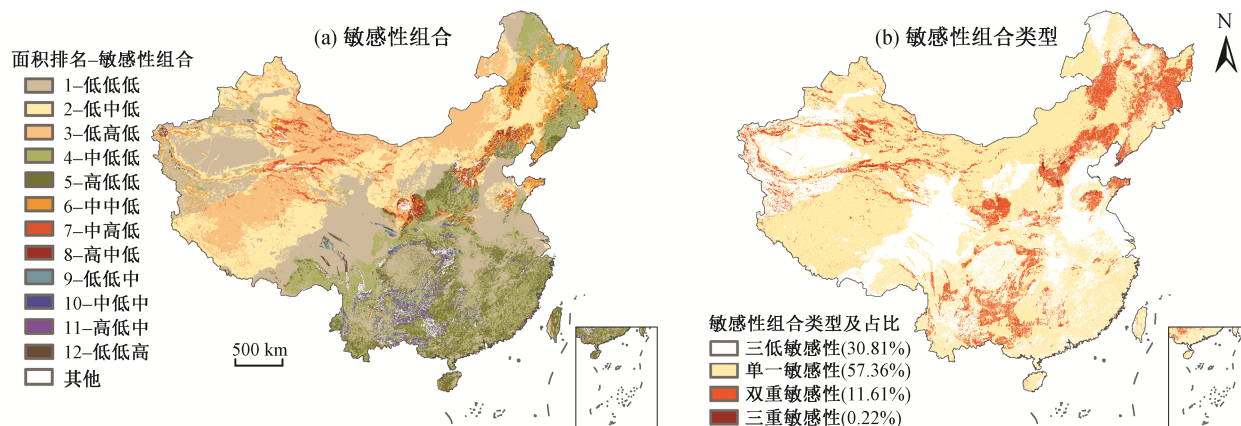 (a) 敏感性组合
面积排名–敏感性组合
1–低低低
2–低中低
3–低高低
4–中低低
5–高低低
6–中中低
7–中高低
8–高中低
9–低低中
10–中低中
11–高低中
12–低低高
其他
500 km
(b) 敏感性组合类型
N
敏感性组合类型及占比
三低敏感性(30.81%)
单一敏感性(57.36%)
双重敏感性(11.61%)
三重敏感性(0.22%)